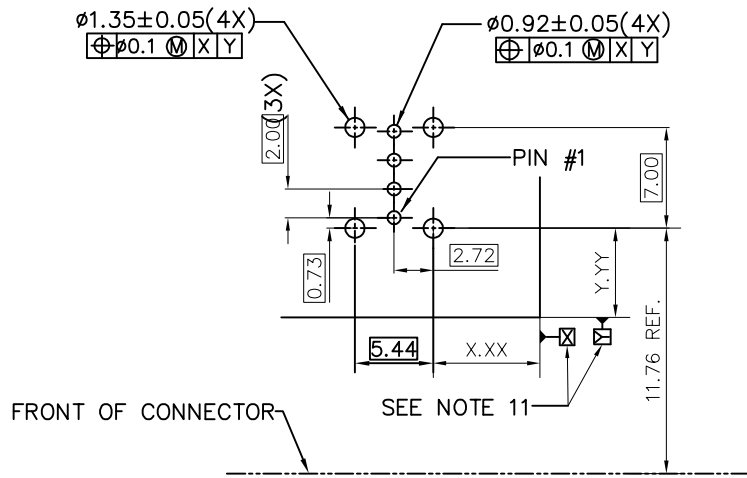 ø1.35±0.05(4X)
⌖ ø0.1 Ⓜ X Y
ø0.92±0.05(4X)
⌖ ø0.1 Ⓜ X Y
2.00(3X)
PIN #1
7.00
2.72
0.73
Y.YY
5.44
X.XX
X
Y
11.76 REF.
FRONT OF CONNECTOR
SEE NOTE 11